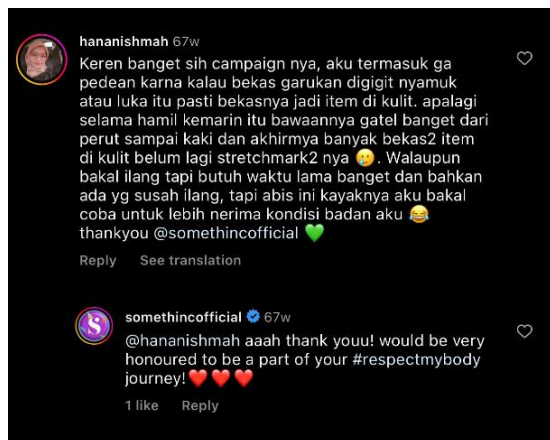 hananishmah 67w
Keren banget sih campaign nya, aku termasuk ga
pedean karna kalau bekas garukan digigit nyamuk
atau luka itu pasti bekasnya jadi item di kulit. apalagi
selama hamil kemarin itu bawaannya gatel banget dari
perut sampai kaki dan akhirmya banyak bekas2 item
di kulit belum lagi stretchmark2 nya 🥲. Walaupun
bakal ilang tapi butuh waktu lama banget dan bahkan
ada yg susah ilang, tapi abis ini kayaknya aku bakal
coba untuk lebih nerima kondisi badan aku 😂
thankyou @somethincofficial 💚
Reply See translation
somethincofficial 67w
@hananishmah aaah thank youu! would be very
honoured to be a part of your #respectmybody
journey!❤️❤️❤️
1 like Reply